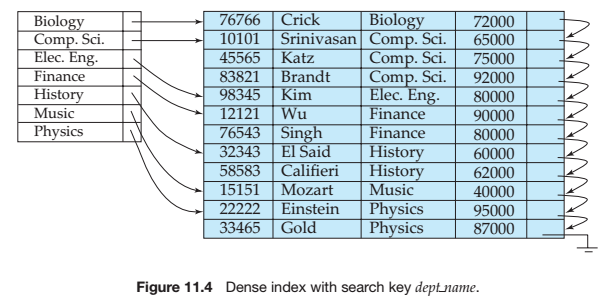 Biology
Comp. Sci.
Elec. Eng.
Finance
History
Music
Physics
76766 Crick Biology 72000
10101 Srinivasan Comp. Sci. 65000
45565 Katz Comp. Sci. 75000
83821 Brandt Comp. Sci. 92000
98345 Kim Elec. Eng. 80000
12121 Wu Finance 90000
76543 Singh Finance 80000
32343 El Said History 60000
58583 Califieri History 62000
15151 Mozart Music 40000
22222 Einstein Physics 95000
33465 Gold Physics 87000
Figure 11.4 Dense index with search key dept_name.